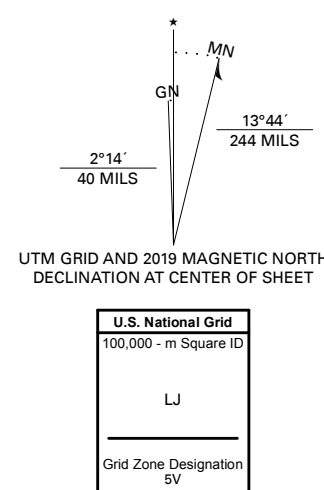 ★
MN
GN
13°44´
244 MILS
2°14´
40 MILS
UTM GRID AND 2019 MAGNETIC NORTH
DECLINATION AT CENTER OF SHEET
U.S. National Grid
100,000 - m Square ID
LJ
Grid Zone Designation
5V